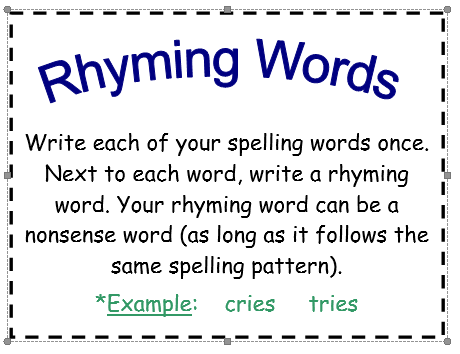 Rhyming Words
Write each of your spelling words once.
Next to each word, write a rhyming
word. Your rhyming word can be a
nonsense word (as long as it follows the
same spelling pattern).
*Example: cries tries